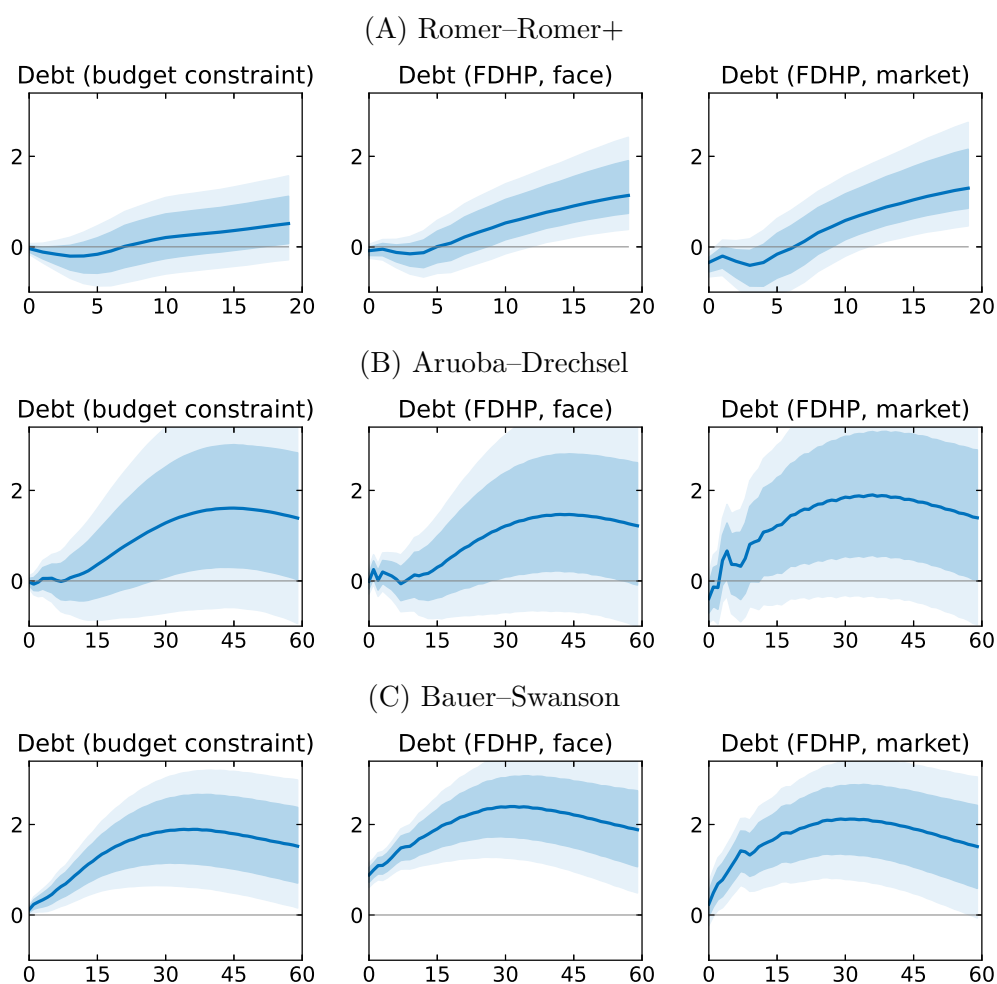 (A) Romer–Romer+
Debt (budget constraint) Debt (FDHP, face) Debt (FDHP, market)
2 2 2
0 0 0
0 5 10 15 20 0 5 10 15 20 0 5 10 15 20
(B) Aruoba–Drechsel
Debt (budget constraint) Debt (FDHP, face) Debt (FDHP, market)
2 2 2
0 0 0
0 15 30 45 60 0 15 30 45 60 0 15 30 45 60
(C) Bauer–Swanson
Debt (budget constraint) Debt (FDHP, face) Debt (FDHP, market)
2 2 2
0 0 0
0 15 30 45 60 0 15 30 45 60 0 15 30 45 60